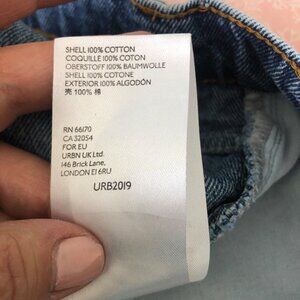 SHELL 100% COTTON
COQUILLE 100% COTON
OBERSTOFF 100% BAUMWOLLE
SHELL 100% COTONE
EXTERIOR 100% ALGODÓN
売 100% 棉
RN 66170
CA 32054
FOR EU
URBN UK Ltd.
146 Brick Lane,
LONDON E1 6RU
URB2019